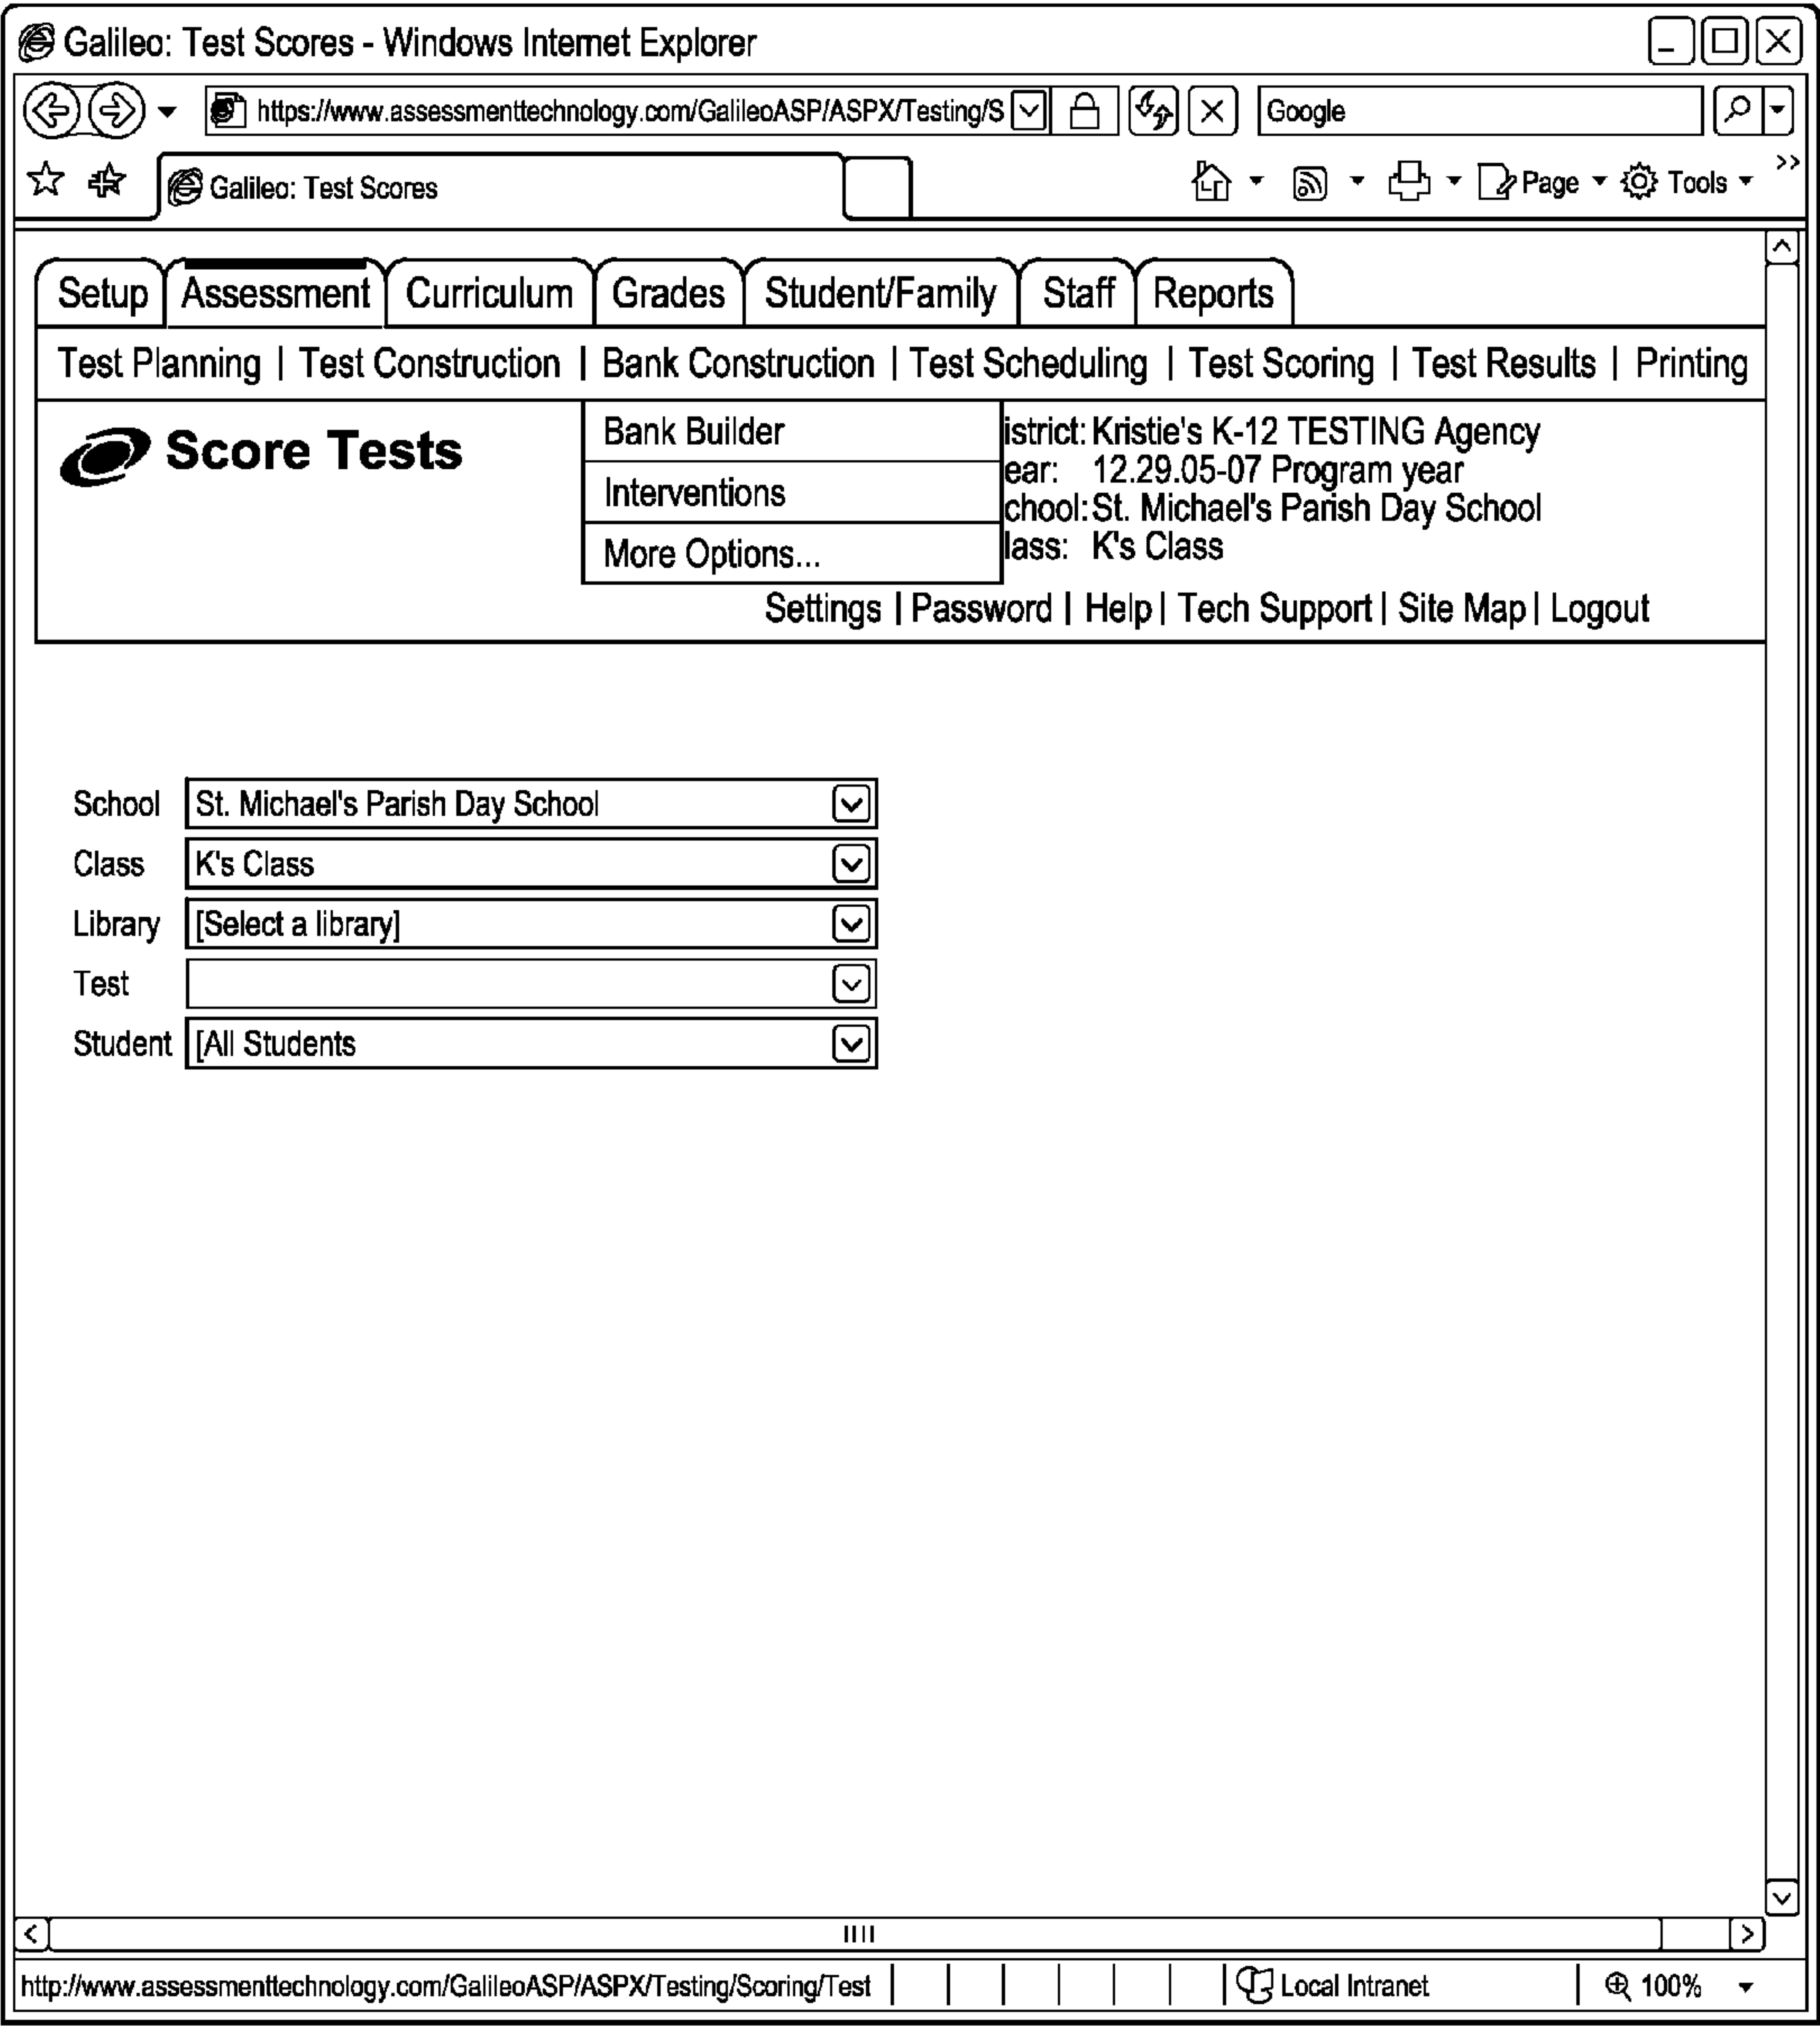 Galileo: Test Scores - Windows Internet Explorer
https://www.assessmenttechnology.com/GalileoASP/ASPX/Testing/S
Google
Galileo: Test Scores
Page
Tools
Setup Assessment Curriculum Grades Student/Family Staff Reports
Test Planning | Test Construction | Bank Construction | Test Scheduling | Test Scoring | Test Results | Printing
Score Tests
Bank Builder
Interventions
More Options...
istrict: Kristie's K-12 TESTING Agency
ear: 12.29.05-07 Program year
chool: St. Michael's Parish Day School
lass: K's Class
Settings | Password | Help | Tech Support | Site Map | Logout
School St. Michael's Parish Day School
Class K's Class
Library [Select a library]
Test
Student [All Students
http://www.assessmenttechnology.com/GalileoASP/ASPX/Testing/Scoring/Test
Local Intranet
100%